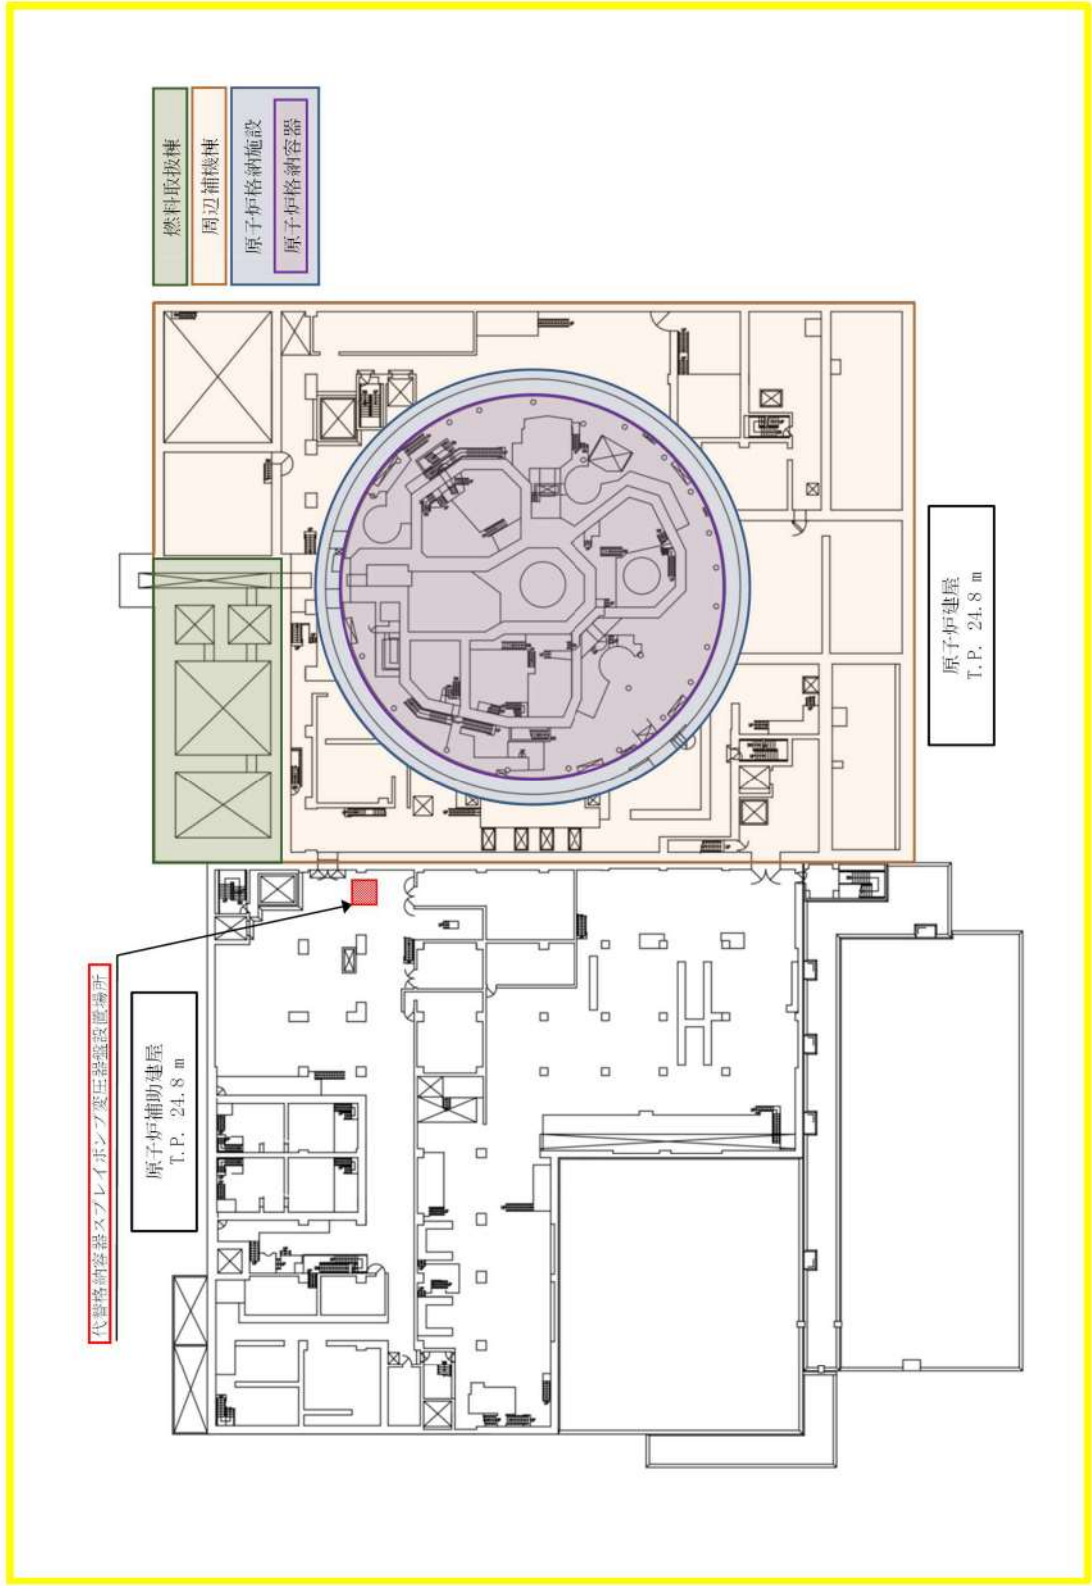 代替格納容器スプレイポンプ変圧器盤設置場所
原子炉補助建屋
T.P. 24.8 m
燃料取扱棟
周辺補機棟
原子炉格納施設
原子炉格納容器
原子炉建屋
T.P. 24.8 m